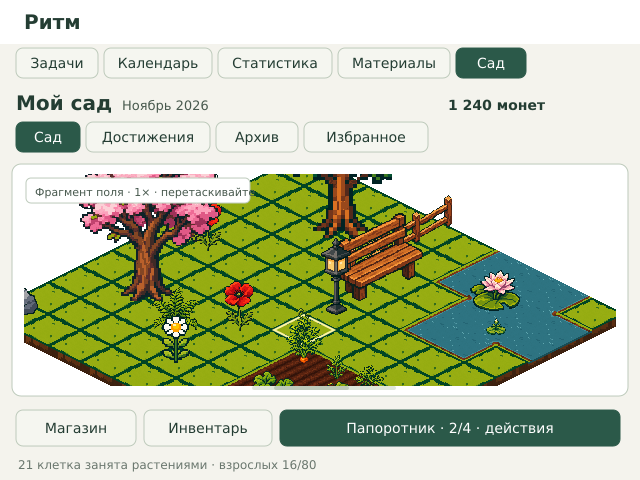 Ритм
Задачи Календарь Статистика Материалы Сад
Мой сад Ноябрь 2026 1 240 монет
Сад Достижения Архив Избранное
Фрагмент поля · 1× · перетаскивайте
Магазин Инвентарь Папоротник · 2/4 · действия
21 клетка занята растениями · взрослых 16/80